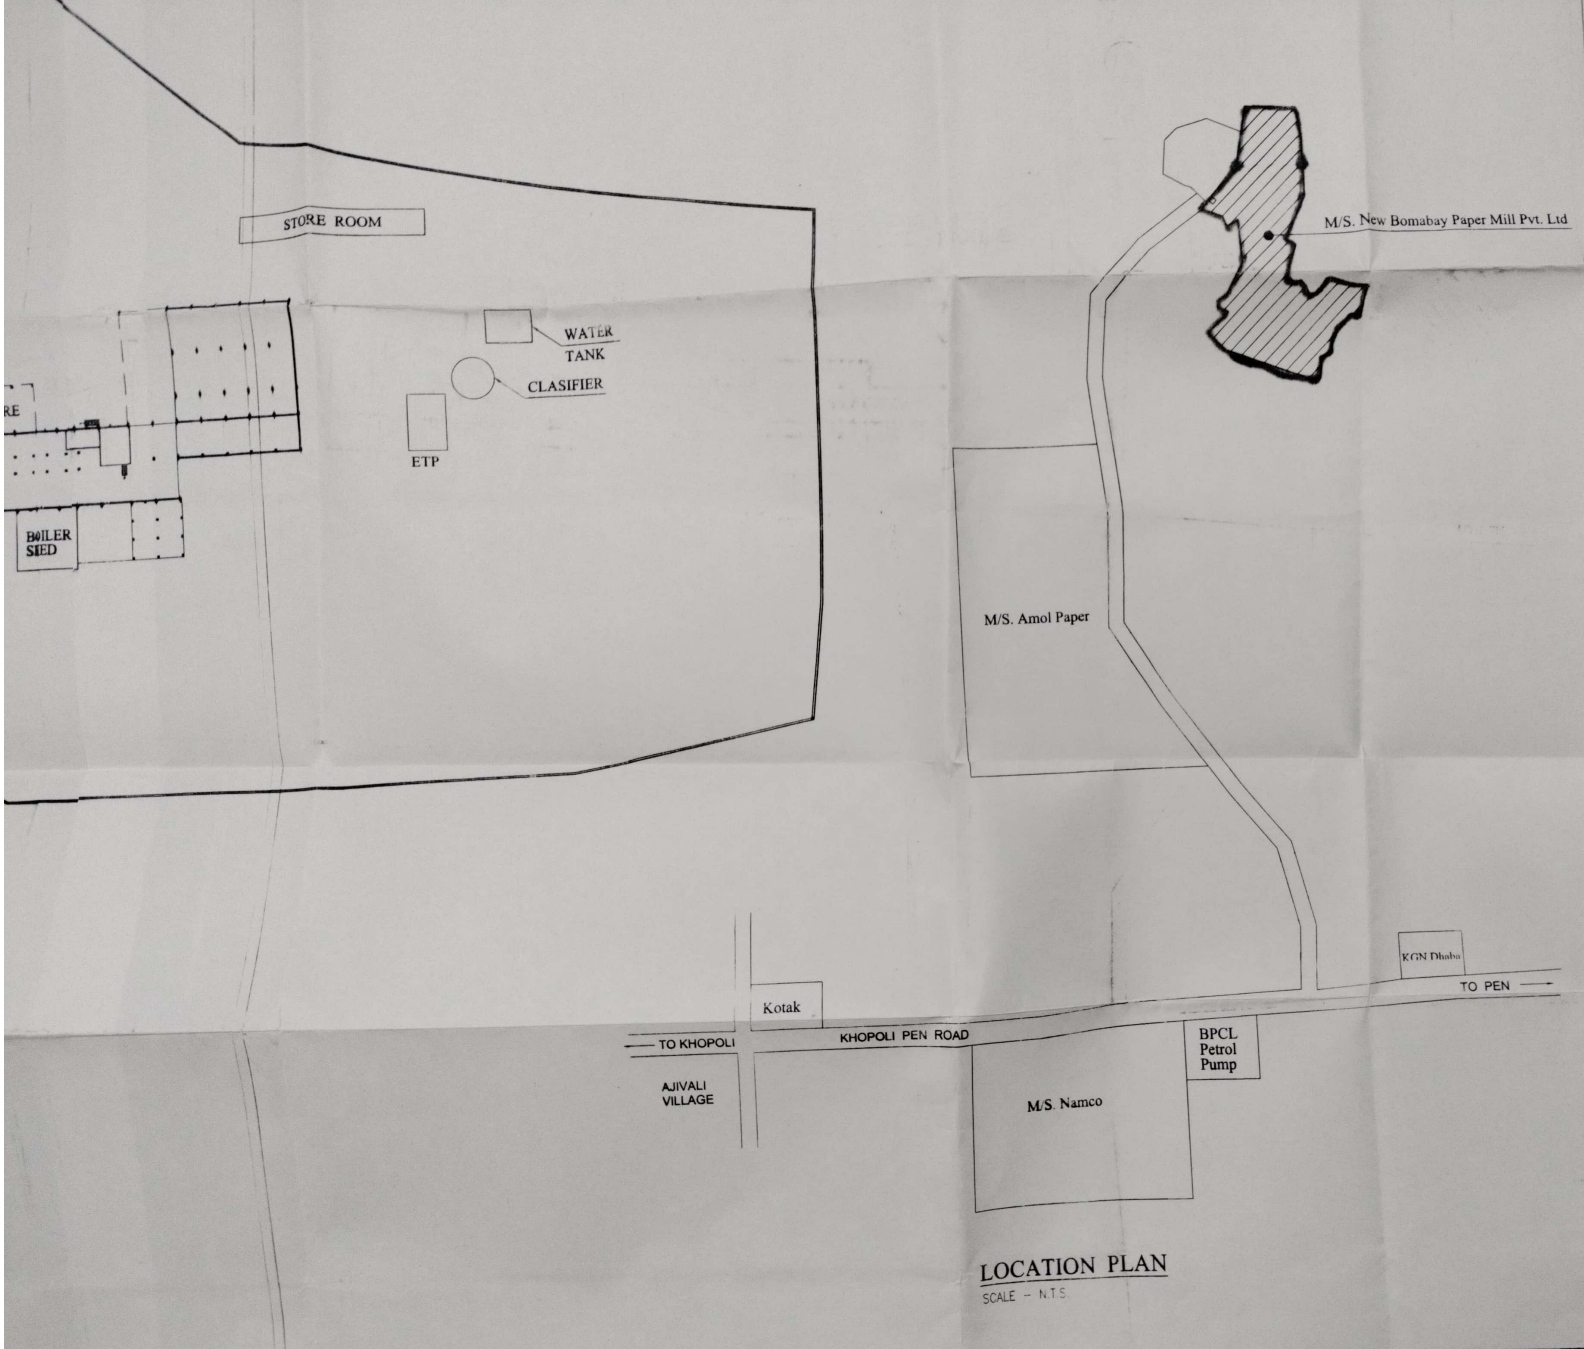 STORE ROOM
M/S. New Bomabay Paper Mill Pvt. Ltd
WATER
TANK
CLASIFIER
RE
ETP
BOILER
SIED
M/S. Amol Paper
KGN Dhaba
TO PEN
Kotak
TO KHOPOLI
KHOPOLI PEN ROAD
BPCL
Petrol
Pump
AJIVALI
VILLAGE
M/S. Namco
LOCATION PLAN
SCALE - N.T.S.